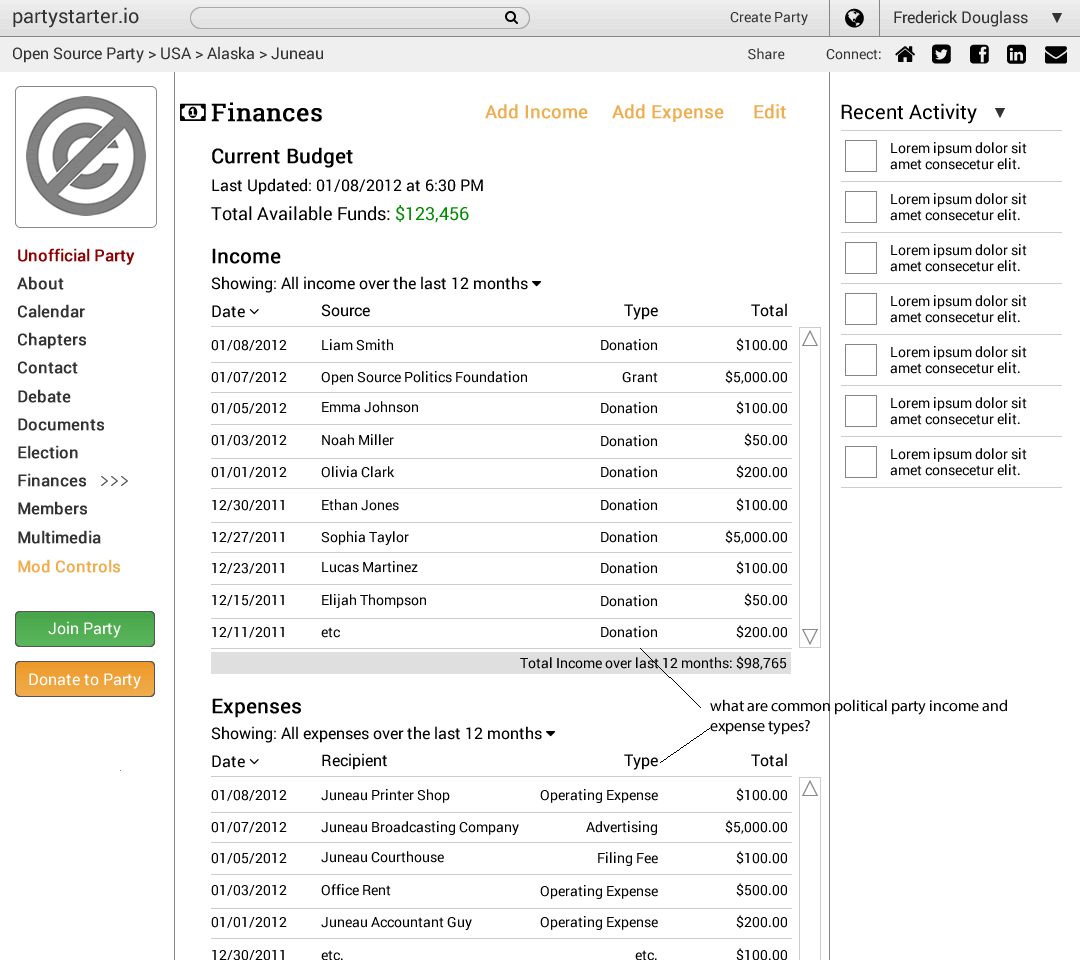 partystarter.io
Create Party
Frederick Douglass ▼
Open Source Party > USA > Alaska > Juneau
Share
Connect:
Unofficial Party
About
Calendar
Chapters
Contact
Debate
Documents
Election
Finances >>>
Members
Multimedia
Mod Controls
Join Party
Donate to Party
Finances
Add Income
Add Expense
Edit
Current Budget
Last Updated: 01/08/2012 at 6:30 PM
Total Available Funds: $123,456
Income
Showing: All income over the last 12 months
Date Source Type Total
01/08/2012 Liam Smith Donation $100.00
01/07/2012 Open Source Politics Foundation Grant $5,000.00
01/05/2012 Emma Johnson Donation $100.00
01/03/2012 Noah Miller Donation $50.00
01/01/2012 Olivia Clark Donation $200.00
12/30/2011 Ethan Jones Donation $100.00
12/27/2011 Sophia Taylor Donation $5,000.00
12/23/2011 Lucas Martinez Donation $100.00
12/15/2011 Elijah Thompson Donation $50.00
12/11/2011 etc Donation $200.00
Total Income over last 12 months: $98,765
what are common political party income and
expense types?
Expenses
Showing: All expenses over the last 12 months
Date Recipient Type Total
01/08/2012 Juneau Printer Shop Operating Expense $100.00
01/07/2012 Juneau Broadcasting Company Advertising $5,000.00
01/05/2012 Juneau Courthouse Filing Fee $100.00
01/03/2012 Office Rent Operating Expense $500.00
01/01/2012 Juneau Accountant Guy Operating Expense $200.00
12/30/2011 etc. etc. $100.00
Recent Activity ▼
Lorem ipsum dolor sit
amet consecetur elit.
Lorem ipsum dolor sit
amet consecetur elit.
Lorem ipsum dolor sit
amet consecetur elit.
Lorem ipsum dolor sit
amet consecetur elit.
Lorem ipsum dolor sit
amet consecetur elit.
Lorem ipsum dolor sit
amet consecetur elit.
Lorem ipsum dolor sit
amet consecetur elit.